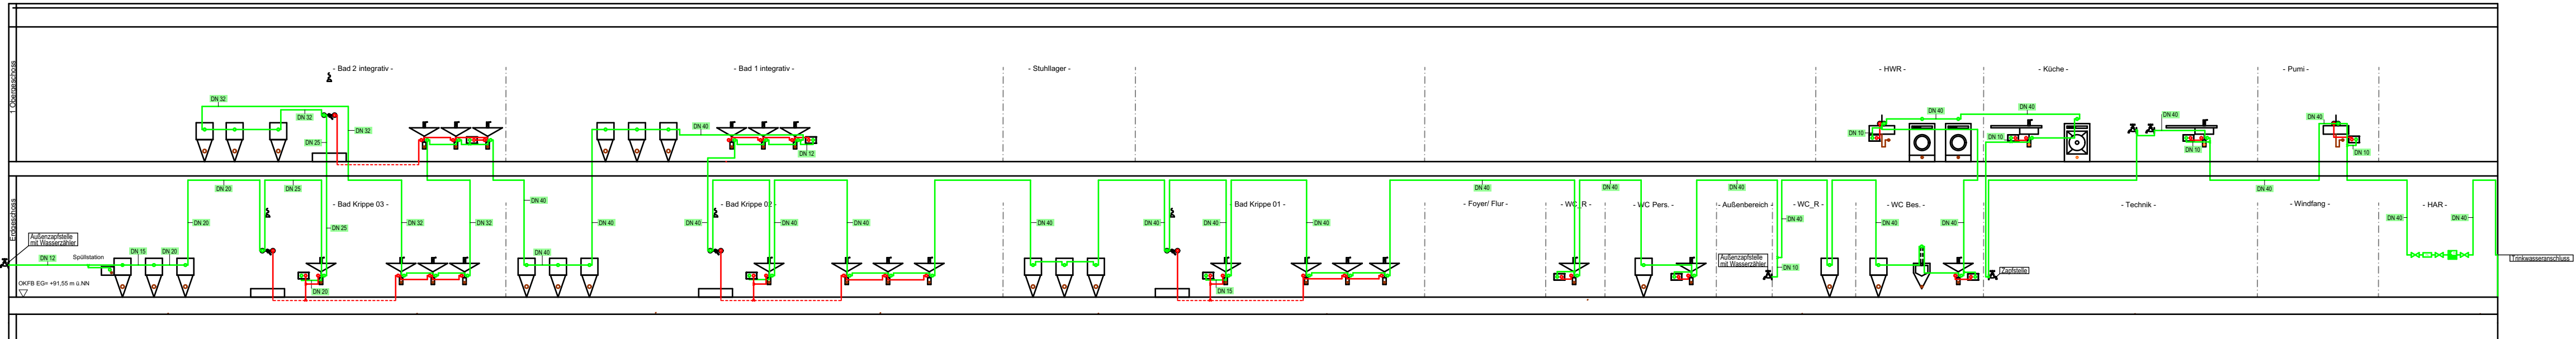 1.Obergeschoss
- Bad 2 integrativ -
- Bad 1 integrativ -
- Stuhllager -
- HWR -
- Küche -
- Pumi -
DN 32
DN 32
DN 32
DN 25
DN 40
DN 12
DN 40
DN 10
DN 40
DN 10
DN 40
DN 10
DN 40
DN 10
Erdgeschoss
- Bad Krippe 03 -
- Bad Krippe 02 -
- Bad Krippe 01 -
- Foyer/ Flur -
- WC_R -
- WC Pers. -
- Außenbereich -
- WC_R -
- WC Bes. -
- Technik -
- Windfang -
- HAR -
DN 20
DN 25
DN 40
DN 40
DN 40
DN 40
DN 40
DN 20
DN 25
DN 32
DN 32
DN 40
DN 40
DN 40
DN 40
DN 40
DN 40
DN 40
DN 40
DN 40
DN 40
DN 40
DN 40
DN 40
DN 40
Außenzapfstelle
mit Wasserzähler
DN 12
Spüllstation
DN 15
DN 20
DN 40
DN 20
DN 15
Außenzapfstelle
mit Wasserzähler
DN 10
Zapfstelle
Trinkwasseranschluss
OKFB EG= +91,55 m ü.NN